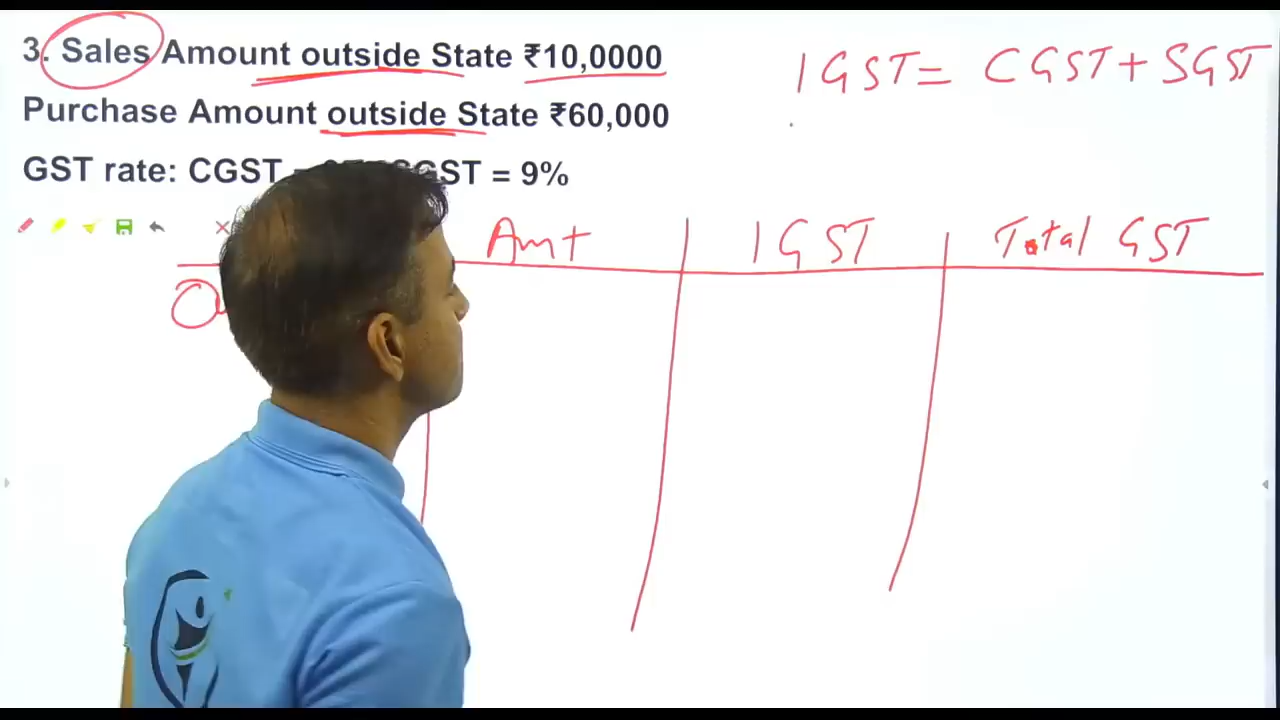 3. Sales Amount outside State ₹10,0000
IGST = CGST + SGST
Purchase Amount outside State ₹60,000
GST rate: CGST GST = 9%
Amt IGST Total GST